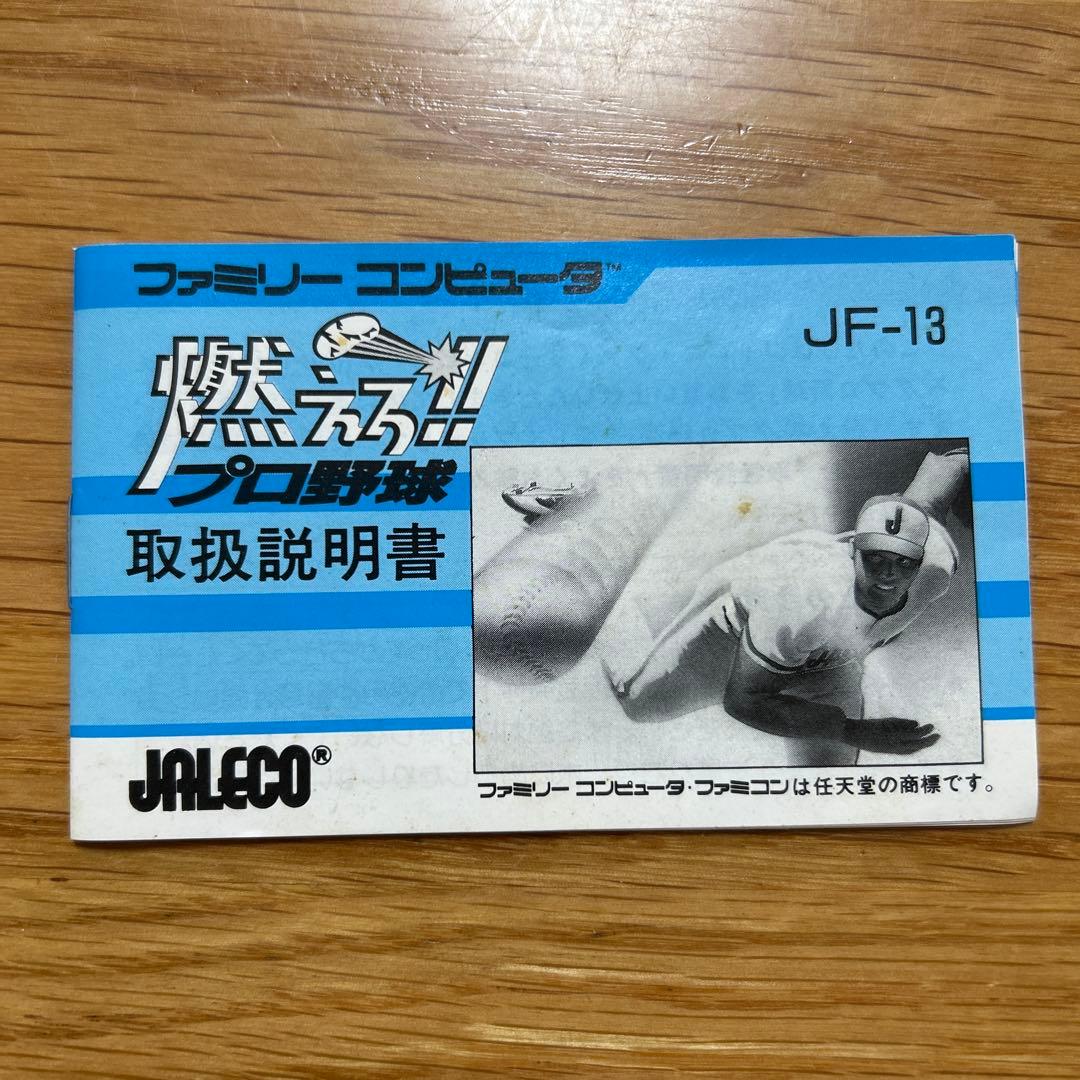 ファミリー コンピュータ™
JF-13
燃えろ!!
プロ野球
取扱説明書
J
JALECO®
ファミリー コンピュータ・ファミコンは任天堂の商標です。